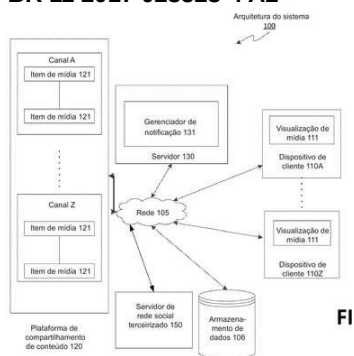 Arquitetura do sistema
100
Canal A
Item de mídia 121
Item de mídia 121
Canal Z
Item de mídia 121
Item de mídia 121
Plataforma de
compartilhamento
de conteúdo 120
Gerenciador de
notificação 131
Servidor 130
Rede 105
Servidor de
rede social
terceirizado 150
Armazena-
mento de
dados 106
Visualização de
mídia 111
Dispositivo de
cliente 110A
Visualização de
mídia 111
Dispositivo de
cliente 110Z